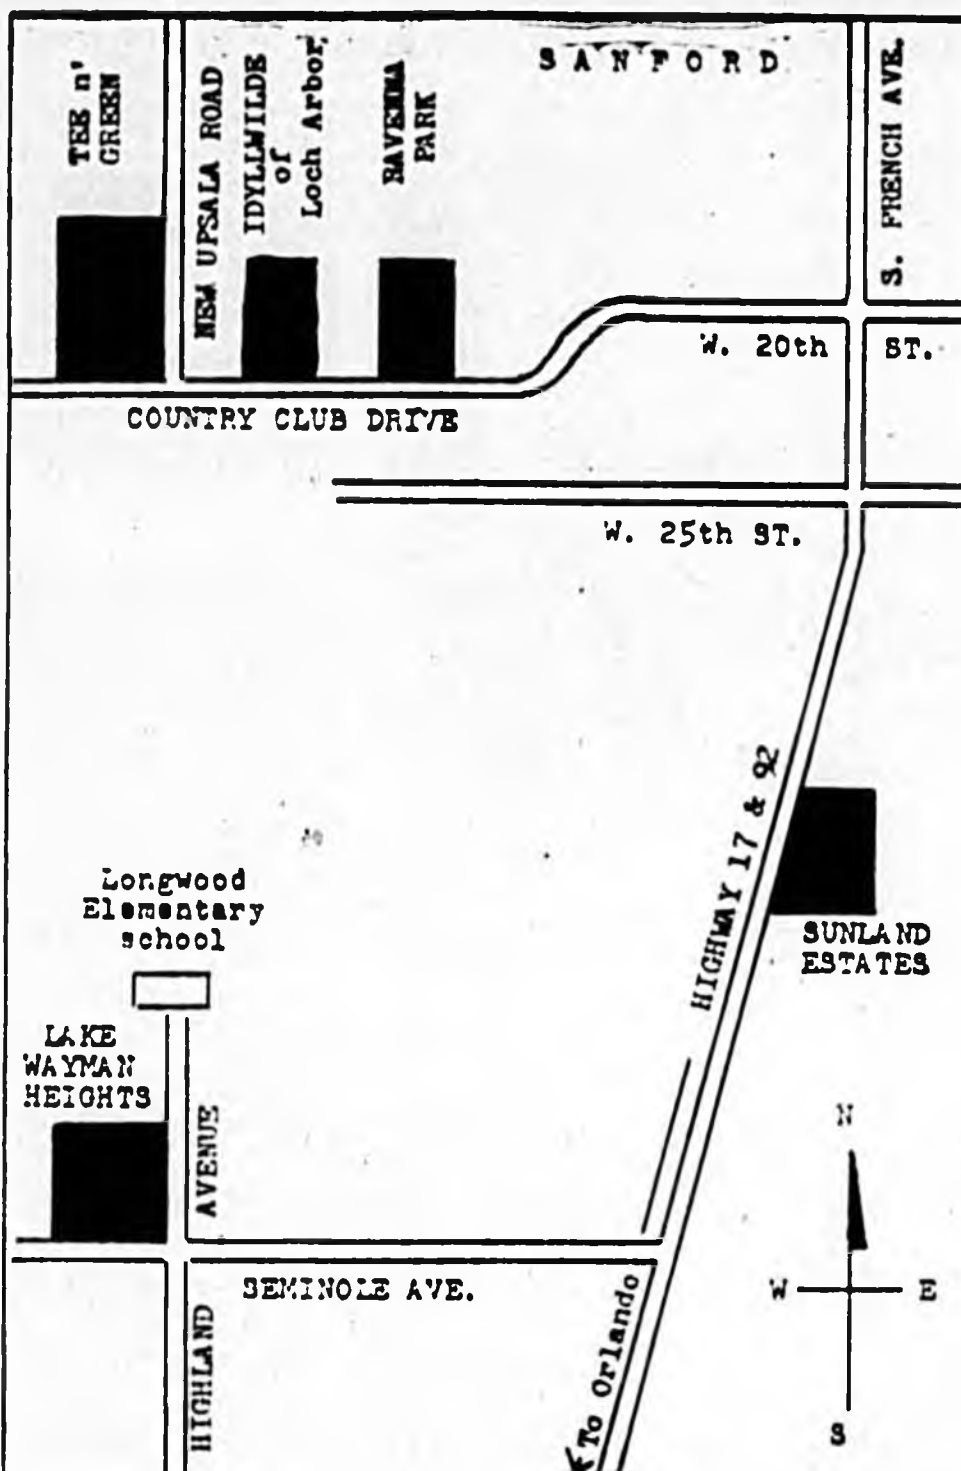 SANFORD
TEE n'
GREEN
NEW UPSALA ROAD
IDYLLWILDE
of
Loch Arbor
RAVENNA
PARK
S. FRENCH AVE.
W. 20th ST.
COUNTRY CLUB DRIVE
W. 25th ST.
HIGHWAY 17 & 92
SUNLAND
ESTATES
Longwood
Elementary
school
LAKE
WAYMAN
HEIGHTS
HIGHLAND AVENUE
SEMINOLE AVE.
To Orlando
N
W
E
S